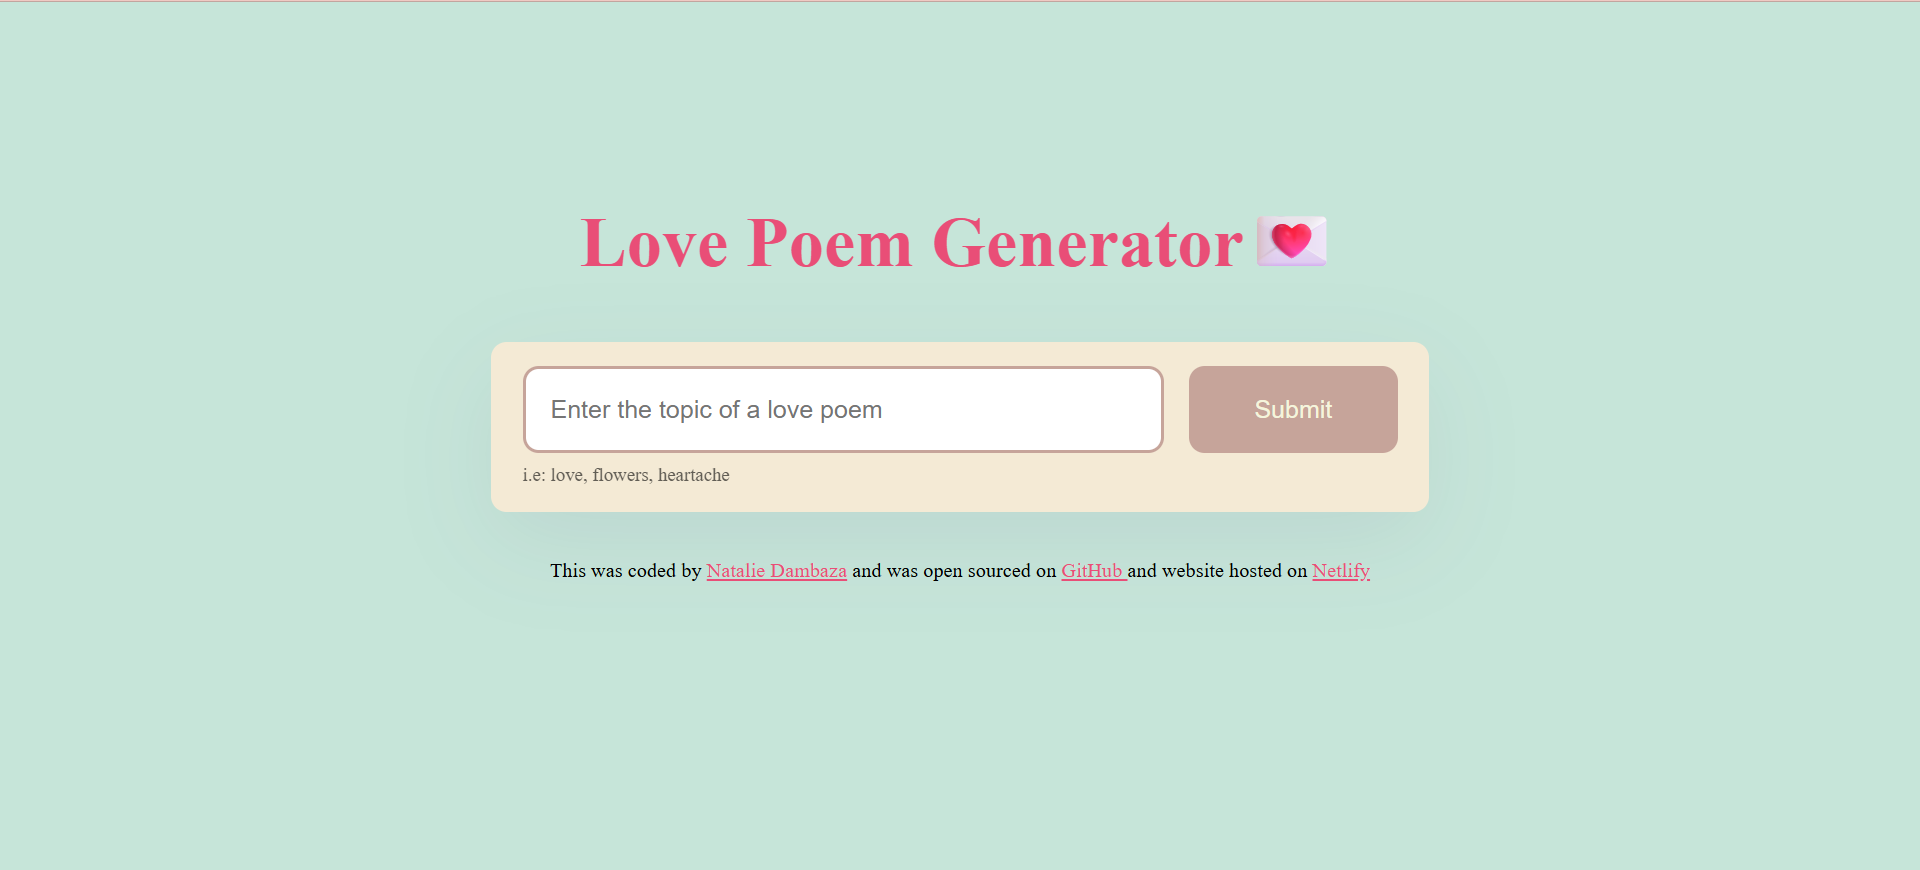 Love Poem Generator 💌
Enter the topic of a love poem
Submit
i.e: love, flowers, heartache
This was coded by Natalie Dambaza and was open sourced on GitHub and website hosted on Netlify